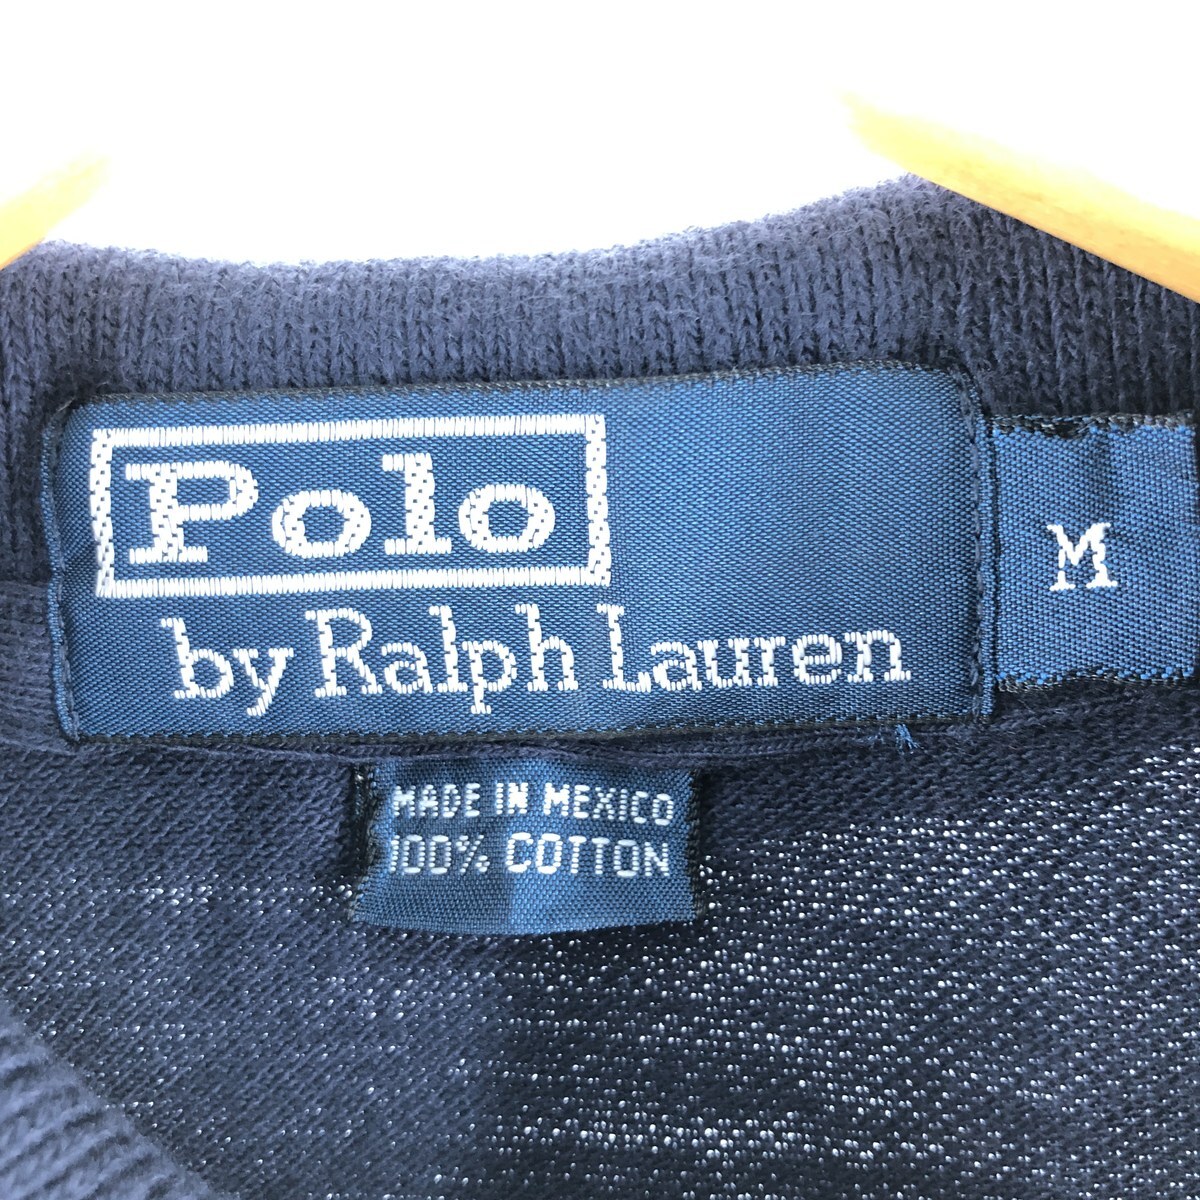 Polo
by Ralph Lauren
M
MADE IN MEXICO
100% COTTON